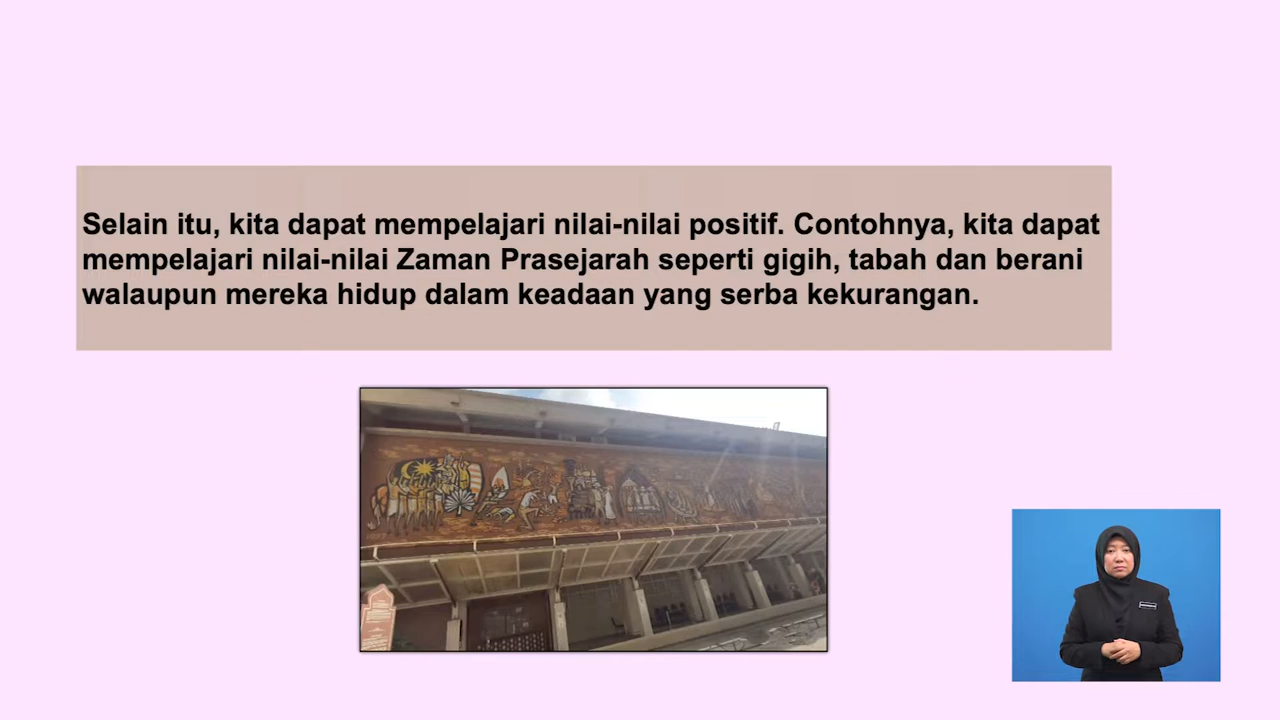 Selain itu, kita dapat mempelajari nilai-nilai positif. Contohnya, kita dapat
mempelajari nilai-nilai Zaman Prasejarah seperti gigih, tabah dan berani
walaupun mereka hidup dalam keadaan yang serba kekurangan.